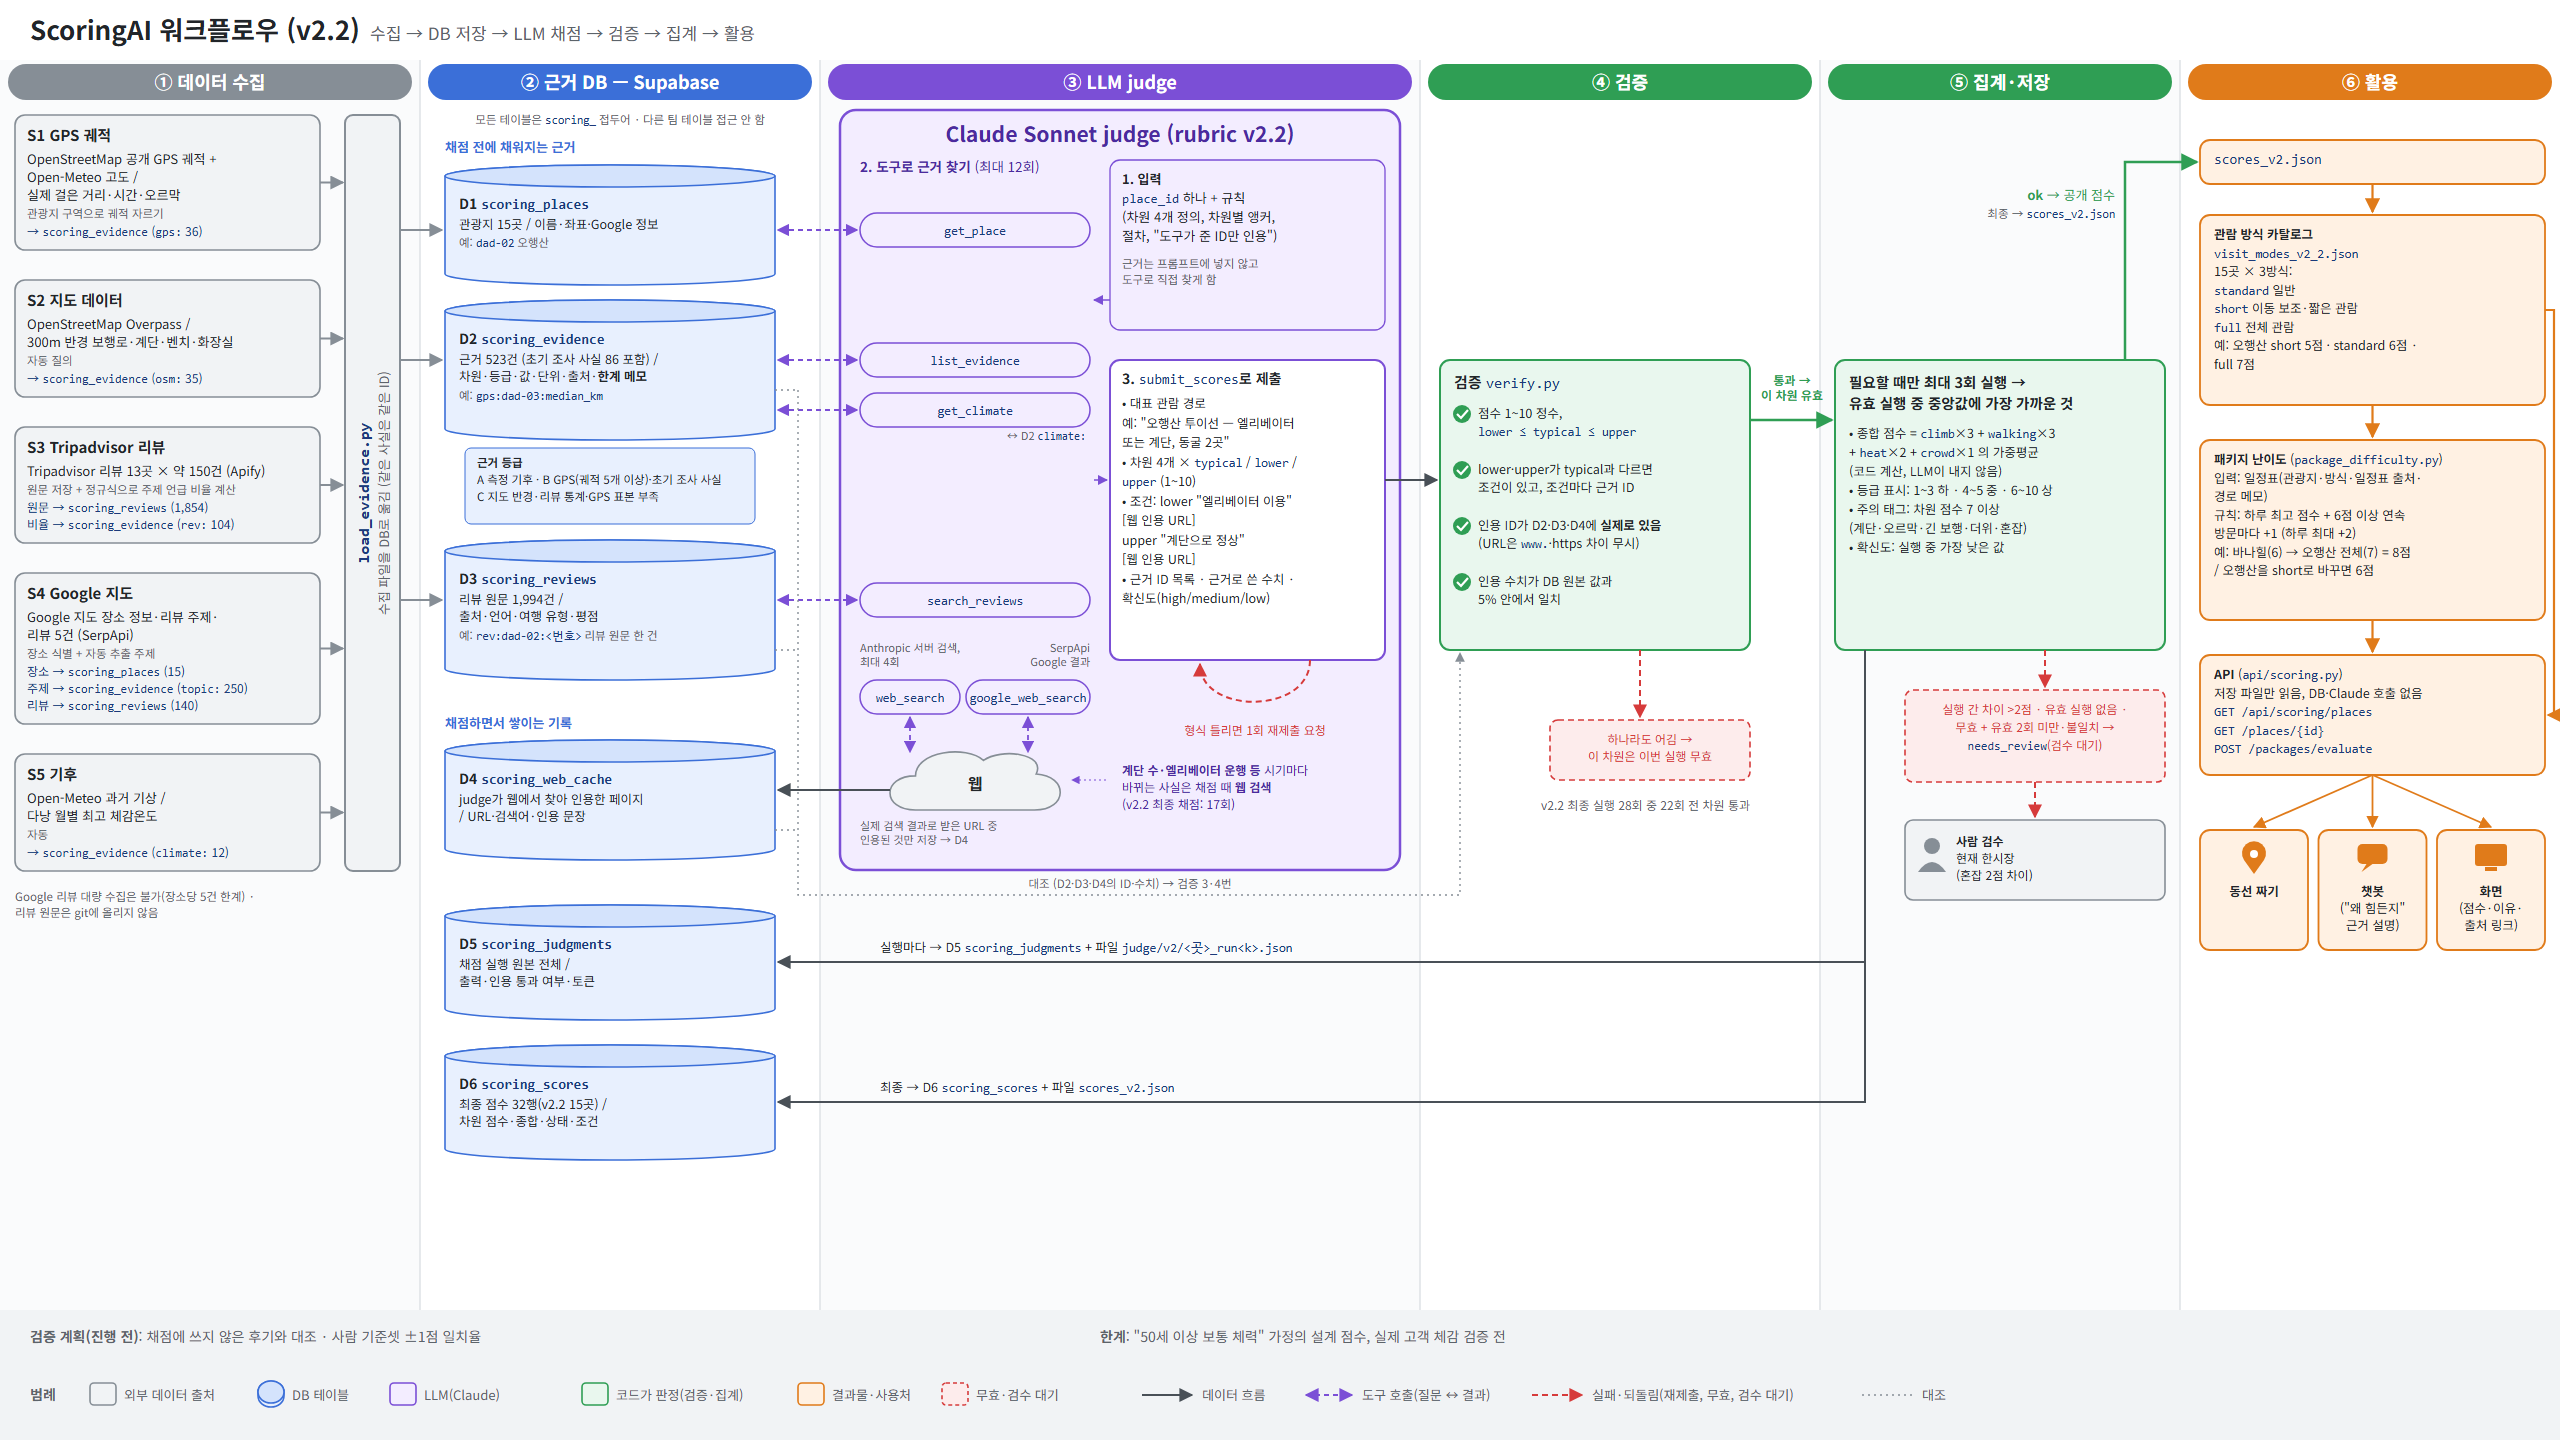 ScoringAI 워크플로우 (v2.2) 수집 → DB 저장 → LLM 채점 → 검증 → 집계 → 활용
① 데이터 수집
S1 GPS 궤적
OpenStreetMap 공개 GPS 궤적 +
Open-Meteo 고도 /
실제 걸은 거리·시간·오르막
관광지 구역으로 궤적 자르기
→ scoring_evidence (gps: 36)
S2 지도 데이터
OpenStreetMap Overpass /
300m 반경 보행로·계단·벤치·화장실
자동 질의
→ scoring_evidence (osm: 35)
S3 Tripadvisor 리뷰
Tripadvisor 리뷰 13곳 × 약 150건 (Apify)
원문 저장 + 정규식으로 주제 언급 비율 계산
원문 → scoring_reviews (1,854)
비율 → scoring_evidence (rev: 104)
S4 Google 지도
Google 지도 장소 정보·리뷰 주제·
리뷰 5건 (SerpApi)
장소 식별 + 자동 추출 주제
장소 → scoring_places (15)
주제 → scoring_evidence (topic: 250)
리뷰 → scoring_reviews (140)
S5 기후
Open-Meteo 과거 기상 /
다낭 월별 최고 체감온도
자동
→ scoring_evidence (climate: 12)
Google 리뷰 대량 수집은 불가(장소당 5건 한계) ·
리뷰 원문은 git에 올리지 않음
load_evidence.py
수집 파일을 DB로 옮김 (같은 사실은 같은 ID)
② 근거 DB — Supabase
모든 테이블은 scoring_ 접두어 · 다른 팀 테이블 접근 안 함
채점 전에 채워지는 근거
D1 scoring_places
관광지 15곳 / 이름·좌표·Google 정보
예: dad-02 오행산
D2 scoring_evidence
근거 523건 (초기 조사 사실 86 포함) /
차원·등급·값·단위·출처·한계 메모
예: gps:dad-03:median_km
근거 등급
A 측정 기후 · B GPS(궤적 5개 이상)·초기 조사 사실
C 지도 반경·리뷰 통계·GPS 표본 부족
D3 scoring_reviews
리뷰 원문 1,994건 /
출처·언어·여행 유형·평점
예: rev:dad-02:<번호> 리뷰 원문 한 건
채점하면서 쌓이는 기록
D4 scoring_web_cache
judge가 웹에서 찾아 인용한 페이지
/ URL·검색어·인용 문장
D5 scoring_judgments
채점 실행 원본 전체 /
출력·인용 통과 여부·토큰
D6 scoring_scores
최종 점수 32행(v2.2 15곳) /
차원 점수·종합·상태·조건
③ LLM judge
Claude Sonnet judge (rubric v2.2)
2. 도구로 근거 찾기 (최대 12회)
get_place
list_evidence
get_climate
↔ D2 climate:
search_reviews
Anthropic 서버 검색,
최대 4회
SerpApi
Google 결과
web_search
google_web_search
웹
실제 검색 결과로 받은 URL 중
인용된 것만 저장 → D4
1. 입력
place_id 하나 + 규칙
(차원 4개 정의, 차원별 앵커,
절차, "도구가 준 ID만 인용")
근거는 프롬프트에 넣지 않고
도구로 직접 찾게 함
3. submit_scores로 제출
• 대표 관람 경로
예: "오행산 투이선 — 엘리베이터
또는 계단, 동굴 2곳"
• 차원 4개 × typical / lower /
upper (1~10)
• 조건: lower "엘리베이터 이용"
[웹 인용 URL]
upper "계단으로 정상"
[웹 인용 URL]
• 근거 ID 목록 · 근거로 쓴 수치 ·
확신도(high/medium/low)
형식 틀리면 1회 재제출 요청
계단 수·엘리베이터 운행 등 시기마다
바뀌는 사실은 채점 때 웹 검색
(v2.2 최종 채점: 17회)
대조 (D2·D3·D4의 ID·수치) → 검증 3·4번
실행마다 → D5 scoring_judgments + 파일 judge/v2/<곳>_run<k>.json
최종 → D6 scoring_scores + 파일 scores_v2.json
④ 검증
검증 verify.py
점수 1~10 정수,
lower ≤ typical ≤ upper
lower·upper가 typical과 다르면
조건이 있고, 조건마다 근거 ID
인용 ID가 D2·D3·D4에 실제로 있음
(URL은 www.·https 차이 무시)
인용 수치가 DB 원본 값과
5% 안에서 일치
통과 →
이 차원 유효
하나라도 어김 →
이 차원은 이번 실행 무효
v2.2 최종 실행 28회 중 22회 전 차원 통과
⑤ 집계·저장
ok → 공개 점수
최종 → scores_v2.json
필요할 때만 최대 3회 실행 →
유효 실행 중 중앙값에 가장 가까운 것
• 종합 점수 = climb×3 + walking×3
+ heat×2 + crowd×1 의 가중평균
(코드 계산, LLM이 내지 않음)
• 등급 표시: 1~3 하 · 4~5 중 · 6~10 상
• 주의 태그: 차원 점수 7 이상
(계단·오르막·긴 보행·더위·혼잡)
• 확신도: 실행 중 가장 낮은 값
실행 간 차이 >2점 · 유효 실행 없음 ·
무효 + 유효 2회 미만·불일치 →
needs_review(검수 대기)
사람 검수
현재 한시장
(혼잡 2점 차이)
⑥ 활용
scores_v2.json
관람 방식 카탈로그
visit_modes_v2_2.json
15곳 × 3방식:
standard 일반
short 이동 보조·짧은 관람
full 전체 관람
예: 오행산 short 5점 · standard 6점 ·
full 7점
패키지 난이도 (package_difficulty.py)
입력: 일정표(관광지·방식·일정표 출처·
경로 메모)
규칙: 하루 최고 점수 + 6점 이상 연속
방문마다 +1 (하루 최대 +2)
예: 바나힐(6) → 오행산 전체(7) = 8점
/ 오행산을 short로 바꾸면 6점
API (api/scoring.py)
저장 파일만 읽음, DB·Claude 호출 없음
GET /api/scoring/places
GET /places/{id}
POST /packages/evaluate
동선 짜기
챗봇
("왜 힘든지"
근거 설명)
화면
(점수·이유·
출처 링크)
검증 계획(진행 전): 채점에 쓰지 않은 후기와 대조 · 사람 기준셋 ±1점 일치율
한계: "50세 이상 보통 체력" 가정의 설계 점수, 실제 고객 체감 검증 전
범례
외부 데이터 출처
DB 테이블
LLM(Claude)
코드가 판정(검증·집계)
결과물·사용처
무효·검수 대기
데이터 흐름
도구 호출(질문 ↔ 결과)
실패·되돌림(재제출, 무효, 검수 대기)
대조